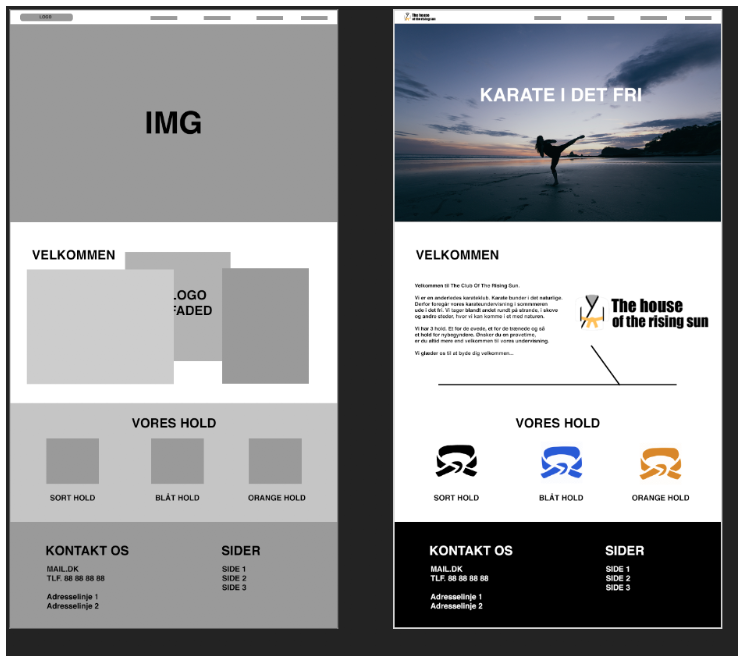 LOGO
IMG
VELKOMMEN
LOGO
FADED
VORES HOLD
SORT HOLD
BLÅT HOLD
ORANGE HOLD
KONTAKT OS
SIDER
MAIL.DK
TLF. 88 88 88 88
Adresselinje 1
Adresselinje 2
SIDE 1
SIDE 2
SIDE 3
The house
of the rising sun
KARATE I DET FRI
VELKOMMEN
Velkommen til The Club Of The Rising Sun.
Vi er en anderledes karateklub. Karate bunder i det naturlige.
Derfor foregår vores karateundervisning i sommeren
ude i det fri. Vi tager blandt andet rundt på strande, i skove
og andre steder, hvor vi kan komme i et med naturen.
Vi har 3 hold. Et for de øvede, et for de trænede og så
et hold for nybegyndere. Ønsker du en prøvetime,
er du altid mere end velkommen til vores undervisning.
Vi glæder os til at byde dig velkommen...
The house
of the rising sun
VORES HOLD
SORT HOLD
BLÅT HOLD
ORANGE HOLD
KONTAKT OS
SIDER
MAIL.DK
TLF. 88 88 88 88
Adresselinje 1
Adresselinje 2
SIDE 1
SIDE 2
SIDE 3